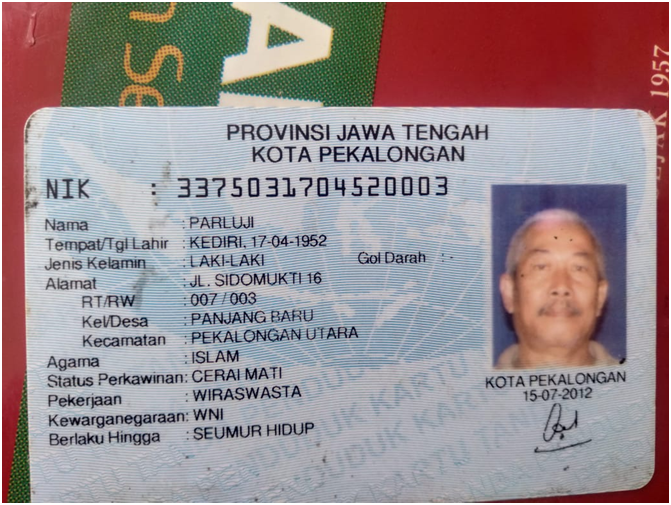 AL
EJAK 1957
PROVINSI JAWA TENGAH
KOTA PEKALONGAN
NIK : 3375031704520003
Nama : PARLUJI
Tempat/Tgl Lahir : KEDIRI, 17-04-1952
Jenis Kelamin : LAKI-LAKI Gol Darah : -
Alamat : JL. SIDOMUKTI 16
RT/RW : 007 / 003
Kel/Desa : PANJANG BARU
Kecamatan : PEKALONGAN UTARA
Agama : ISLAM
Status Perkawinan: CERAI MATI
Pekerjaan : WIRASWASTA
Kewarganegaraan: WNI
Berlaku Hingga : SEUMUR HIDUP
KOTA PEKALONGAN
15-07-2012